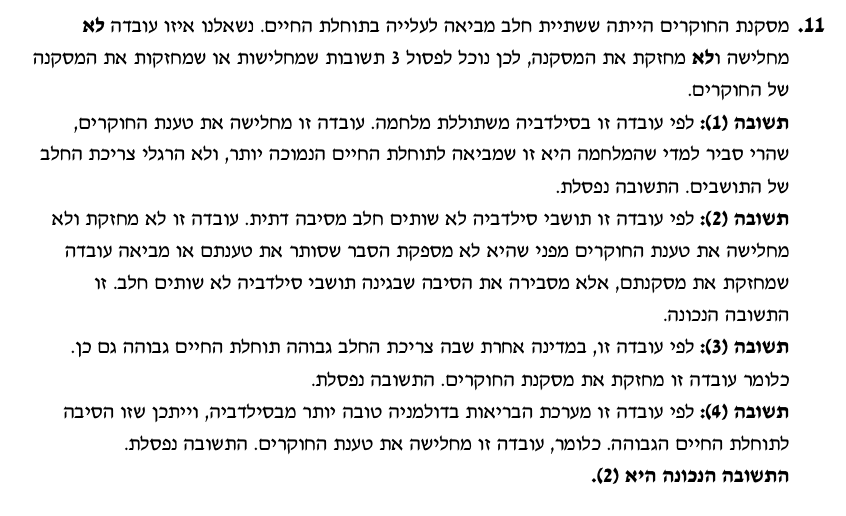 11. מסקנת החוקרים הייתה ששתיית חלב מביאה לעלייה בתוחלת החיים. נשאלנו איזו עובדה לא
מחלישה ולא מחזקת את המסקנה, לכן נוכל לפסול 3 תשובות שמחלישות או שמחזקות את המסקנה
של החוקרים.
תשובה (1): לפי עובדה זו בסילדביה משתוללת מלחמה. עובדה זו מחלישה את טענת החוקרים,
שהרי סביר למדי שהמלחמה היא זו שמביאה לתוחלת החיים הנמוכה יותר, ולא הרגלי צריכת החלב
של התושבים. התשובה נפסלת.
תשובה (2): לפי עובדה זו תושבי סילדביה לא שותים חלב מסיבה דתית. עובדה זו לא מחזקת ולא
מחלישה את טענת החוקרים מפני שהיא לא מספקת הסבר שסותר את טענתם או מביאה עובדה
שמחזקת את מסקנתם, אלא מסבירה את הסיבה שבגינה תושבי סילדביה לא שותים חלב. זו
התשובה הנכונה.
תשובה (3): לפי עובדה זו, במדינה אחרת שבה צריכת החלב גבוהה תוחלת החיים גבוהה גם כן.
כלומר עובדה זו מחזקת את מסקנת החוקרים. התשובה נפסלת.
תשובה (4): לפי עובדה זו מערכת הבריאות בדולמניה טובה יותר מבסילדביה, וייתכן שזו הסיבה
לתוחלת החיים הגבוהה. כלומר, עובדה זו מחלישה את טענת החוקרים. התשובה נפסלת.
התשובה הנכונה היא (2).